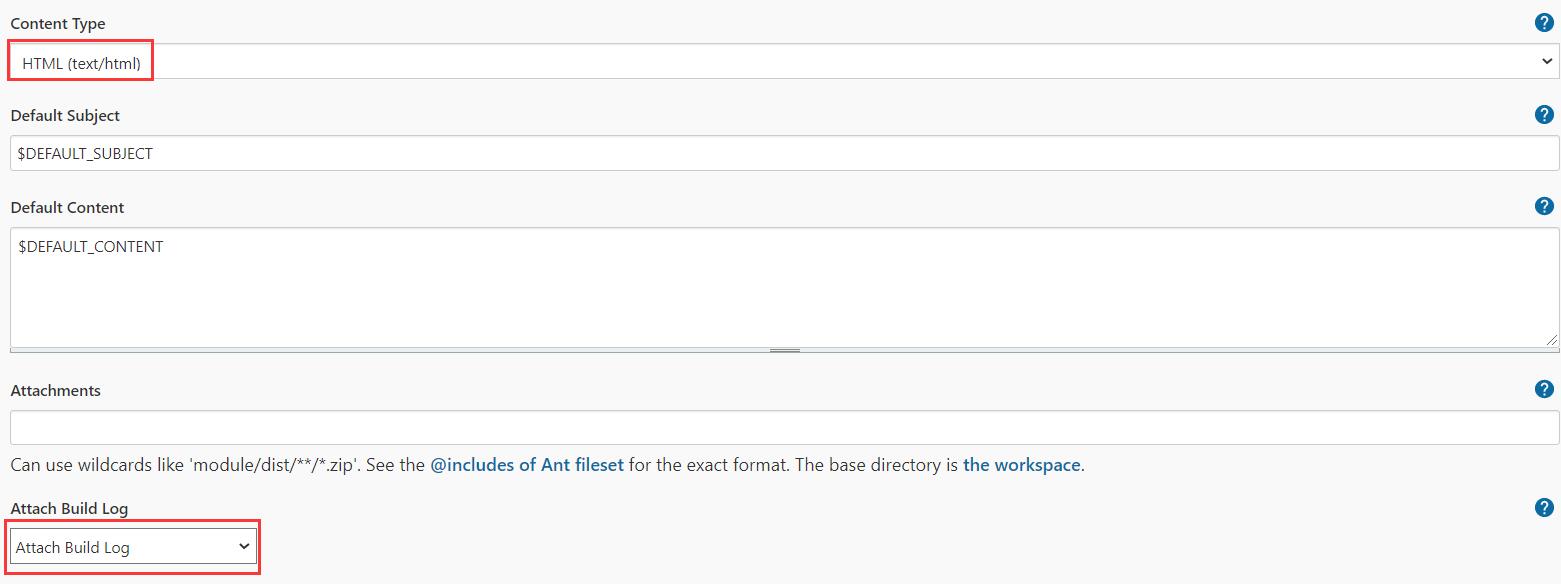 Content Type
HTML (text/html)
Default Subject
$DEFAULT_SUBJECT
Default Content
$DEFAULT_CONTENT
Attachments
Can use wildcards like 'module/dist/**/*.zip'. See the @includes of Ant fileset for the exact format. The base directory is the workspace.
Attach Build Log
Attach Build Log